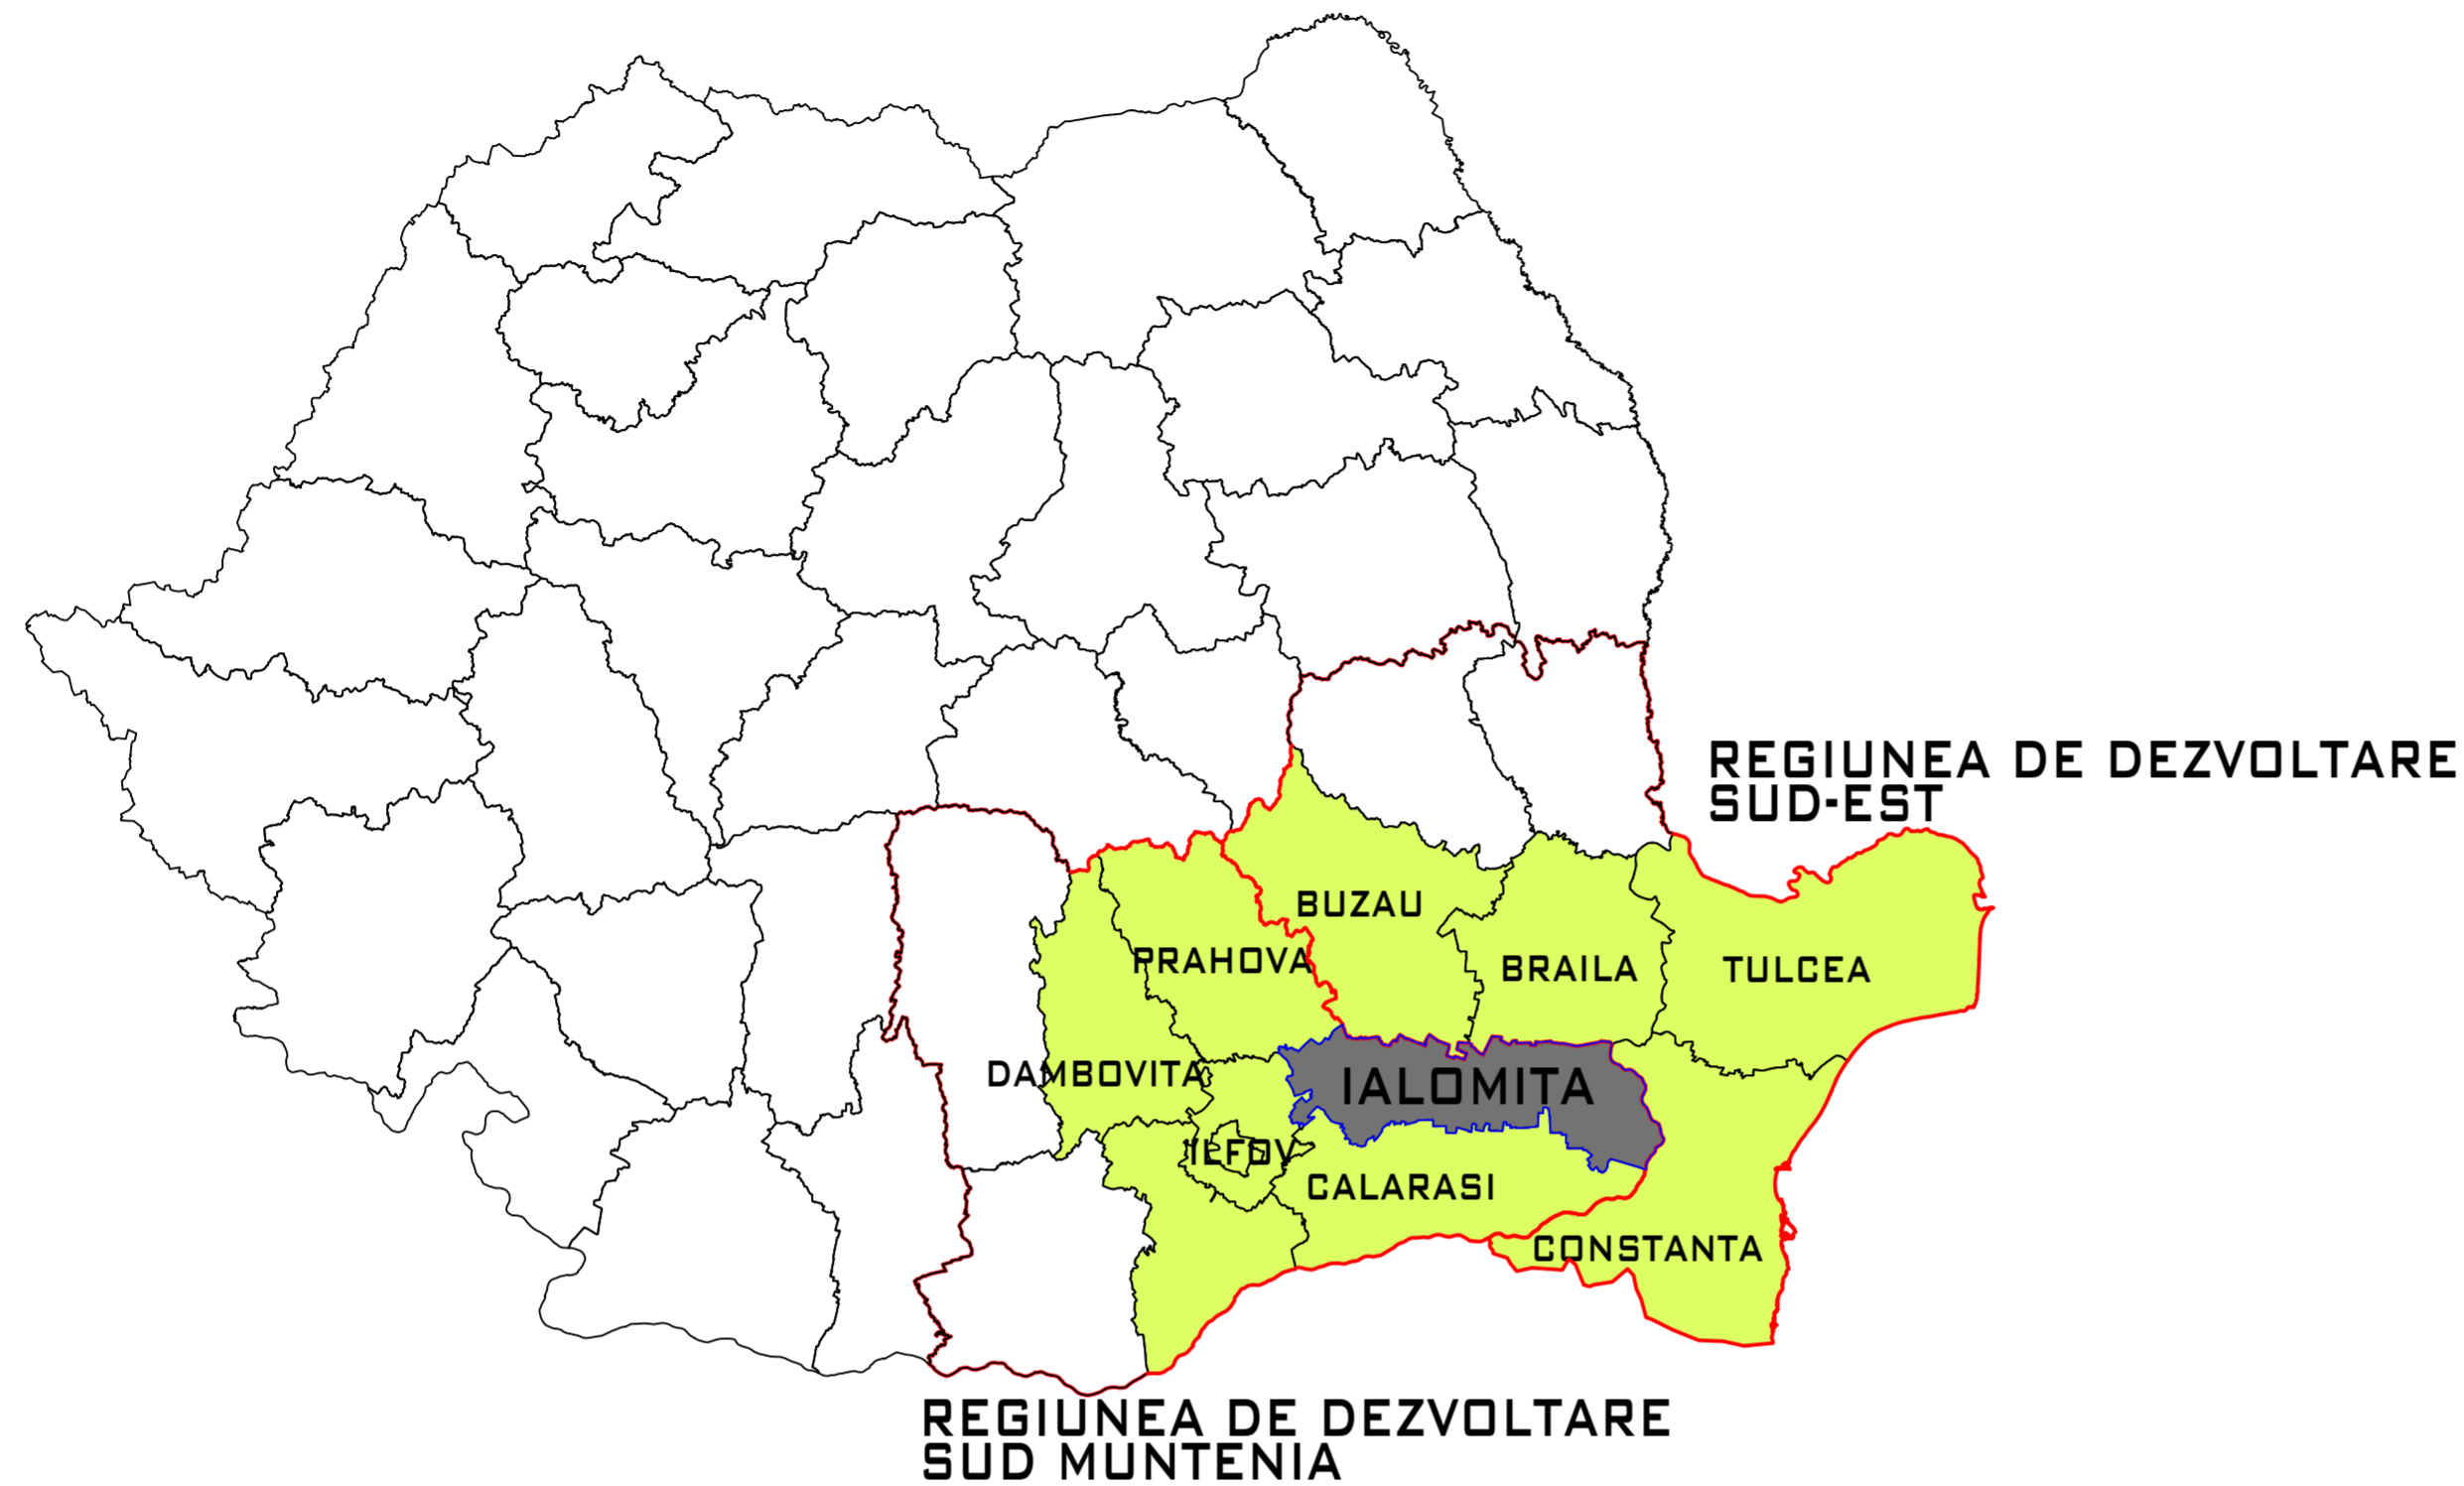 REGIUNEA DE DEZVOLTARE
SUD-EST
BUZAU
PRAHOVA
BRAILA
TULCEA
DAMBOVITA
IALOMITA
ILFOV
CALARASI
CONSTANTA
REGIUNEA DE DEZVOLTARE
SUD MUNTENIA